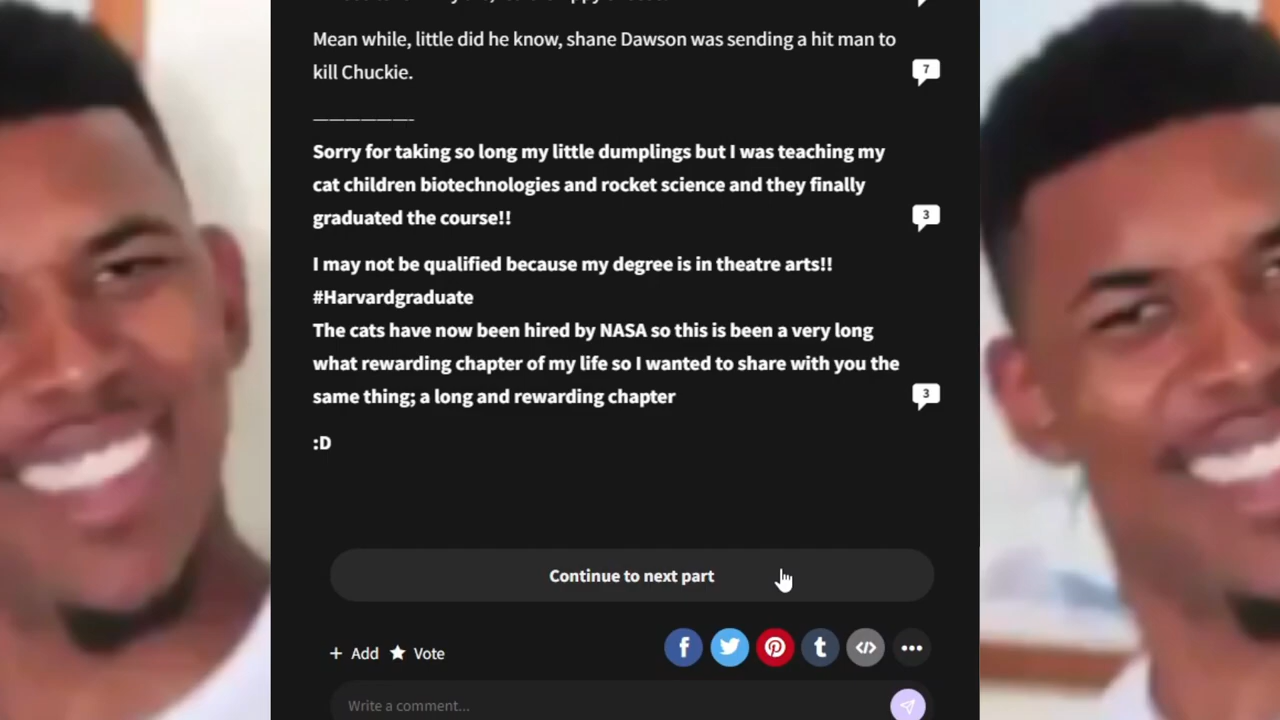 Mean while, little did he know, shane Dawson was sending a hit man to
kill Chuckie.
7
———————-
Sorry for taking so long my little dumplings but I was teaching my
cat children biotechnologies and rocket science and they finally
graduated the course!!
3
I may not be qualified because my degree is in theatre arts!!
#Harvardgraduate
The cats have now been hired by NASA so this is been a very long
what rewarding chapter of my life so I wanted to share with you the
same thing; a long and rewarding chapter
3
:D
Continue to next part
+ Add ★ Vote
Write a comment...